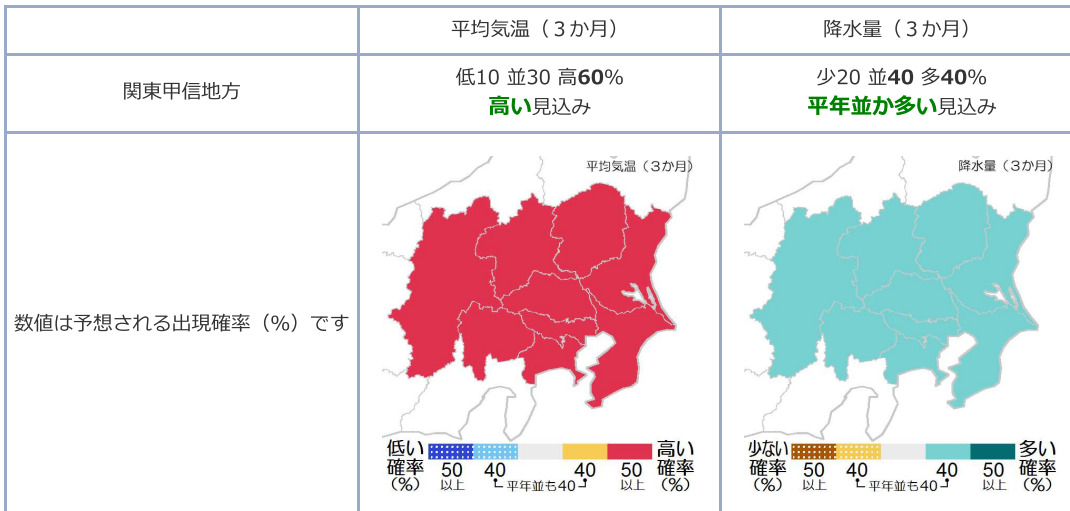 平均気温（３か月）
降水量（３か月）
関東甲信地方
低10 並30 高60%
高い見込み
少20 並40 多40%
平年並か多い見込み
数値は予想される出現確率（%）です
平均気温（３か月）
低い
確率
（%）
50
以上
40
平年並も40
40
50
以上
高い
確率
（%）
降水量（３か月）
少ない
確率
（%）
50
以上
40
平年並も40
40
50
以上
多い
確率
（%）